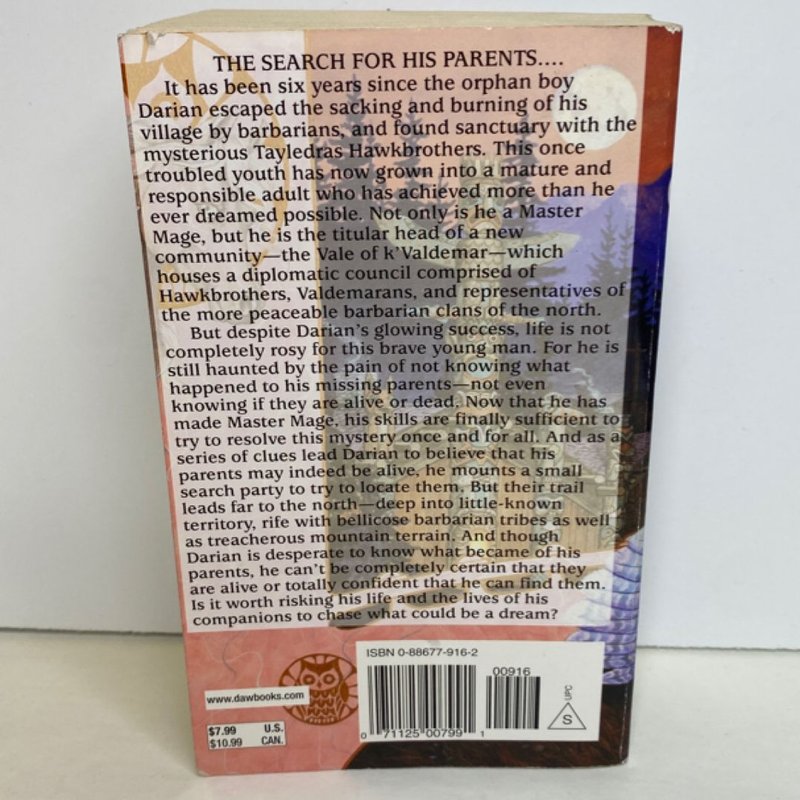 THE SEARCH FOR HIS PARENTS....
It has been six years since the orphan boy
Darian escaped the sacking and burning of his
village by barbarians, and found sanctuary with the
mysterious Tayledras Hawkbrothers. This once
troubled youth has now grown into a mature and
responsible adult who has achieved more than he
ever dreamed possible. Not only is he a Master
Mage, but he is the titular head of a new
community—the Vale of k'Valdemar—which
houses a diplomatic council comprised of
Hawkbrothers, Valdemarans, and representatives of
the more peaceable barbarian clans of the north.
But despite Darian's glowing success, life is not
completely rosy for this brave young man. For he is
still haunted by the pain of not knowing what
happened to his missing parents—not even
knowing if they are alive or dead. Now that he has
made Master Mage, his skills are finally sufficient to
try to resolve this mystery once and for all. And as a
series of clues lead Darian to believe that his
parents may indeed be alive, he mounts a small
search party to try to locate them. But their trail
leads far to the north—deep into little-known
territory, rife with bellicose barbarian tribes as well
as treacherous mountain terrain. And though
Darian is desperate to know what became of his
parents, he can't be completely certain that they
are alive or totally confident that he can find them.
Is it worth risking his life and the lives of his
companions to chase what could be a dream?
ISBN 0-88677-916-2
00916
UPC
S
www.dawbooks.com
$7.99 U.S.
$10.99 CAN.
0 71125 00799 1